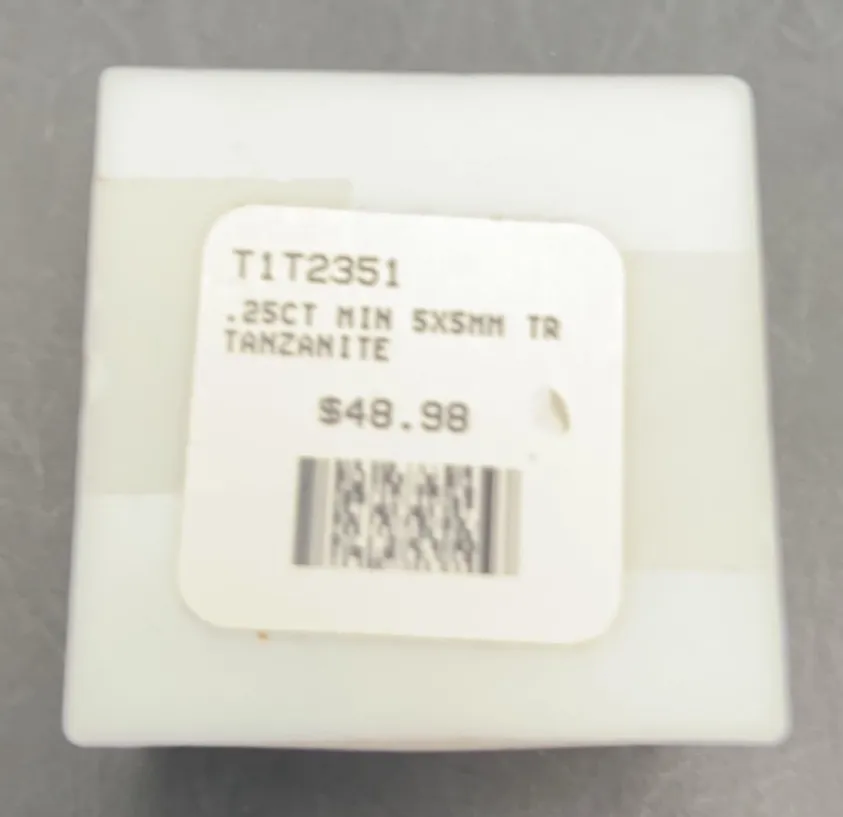 T1T2351
.25CT MIN 5X5MM TR
TANZANITE
$48.98